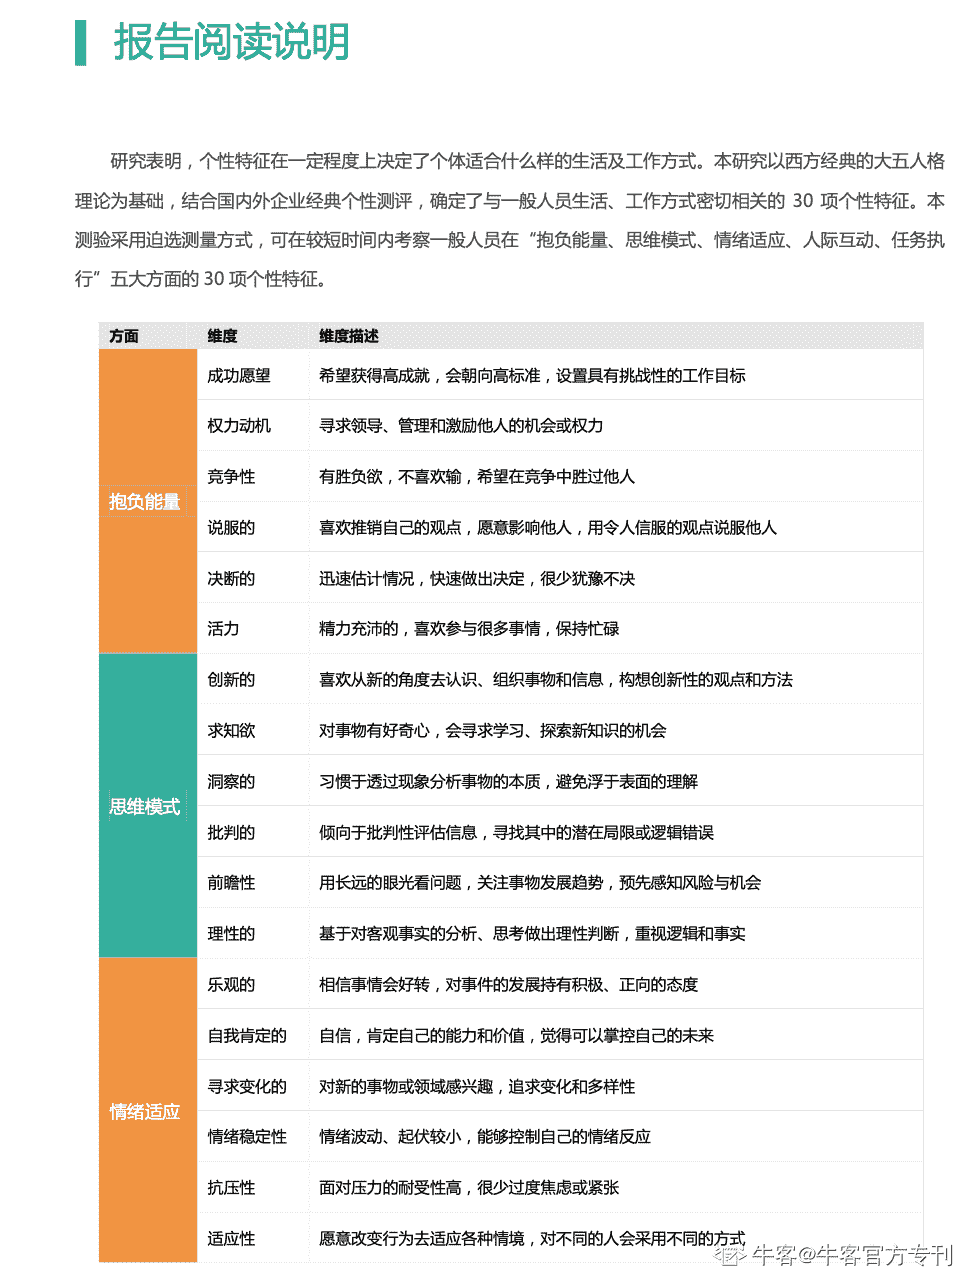 报告阅读说明
研究表明，个性特征在一定程度上决定了个体适合什么样的生活及工作方式。本研究以西方经典的大五人格
理论为基础，结合国内外企业经典个性测评，确定了与一般人员生活、工作方式密切相关的 30 项个性特征。本
测验采用迫选测量方式，可在较短时间内考察一般人员在“抱负能量、思维模式、情绪适应、人际互动、任务执
行”五大方面的 30 项个性特征。
方面 维度 维度描述
抱负能量
成功愿望 希望获得高成就，会朝向高标准，设置具有挑战性的工作目标
权力动机 寻求领导、管理和激励他人的机会或权力
竞争性 有胜负欲，不喜欢输，希望在竞争中胜过他人
说服的 喜欢推销自己的观点，愿意影响他人，用令人信服的观点说服他人
决断的 迅速估计情况，快速做出决定，很少犹豫不决
活力 精力充沛的，喜欢参与很多事情，保持忙碌
思维模式
创新的 喜欢从新的角度去认识、组织事物和信息，构想创新性的观点和方法
求知欲 对事物有好奇心，会寻求学习、探索新知识的机会
洞察的 习惯于透过现象分析事物的本质，避免浮于表面的理解
批判的 倾向于批判性评估信息，寻找其中的潜在局限或逻辑错误
前瞻性 用长远的眼光看问题，关注事物发展趋势，预先感知风险与机会
理性的 基于对客观事实的分析、思考做出理性判断，重视逻辑和事实
情绪适应
乐观的 相信事情会好转，对事件的发展持有积极、正向的态度
自我肯定的 自信，肯定自己的能力和价值，觉得可以掌控自己的未来
寻求变化的 对新的事物或领域感兴趣，追求变化和多样性
情绪稳定性 情绪波动、起伏较小，能够控制自己的情绪反应
抗压性 面对压力的耐受性高，很少过度焦虑或紧张
适应性 愿意改变行为去适应各种情境，对不同的人会采用不同的方式
牛客@牛客官方专刊